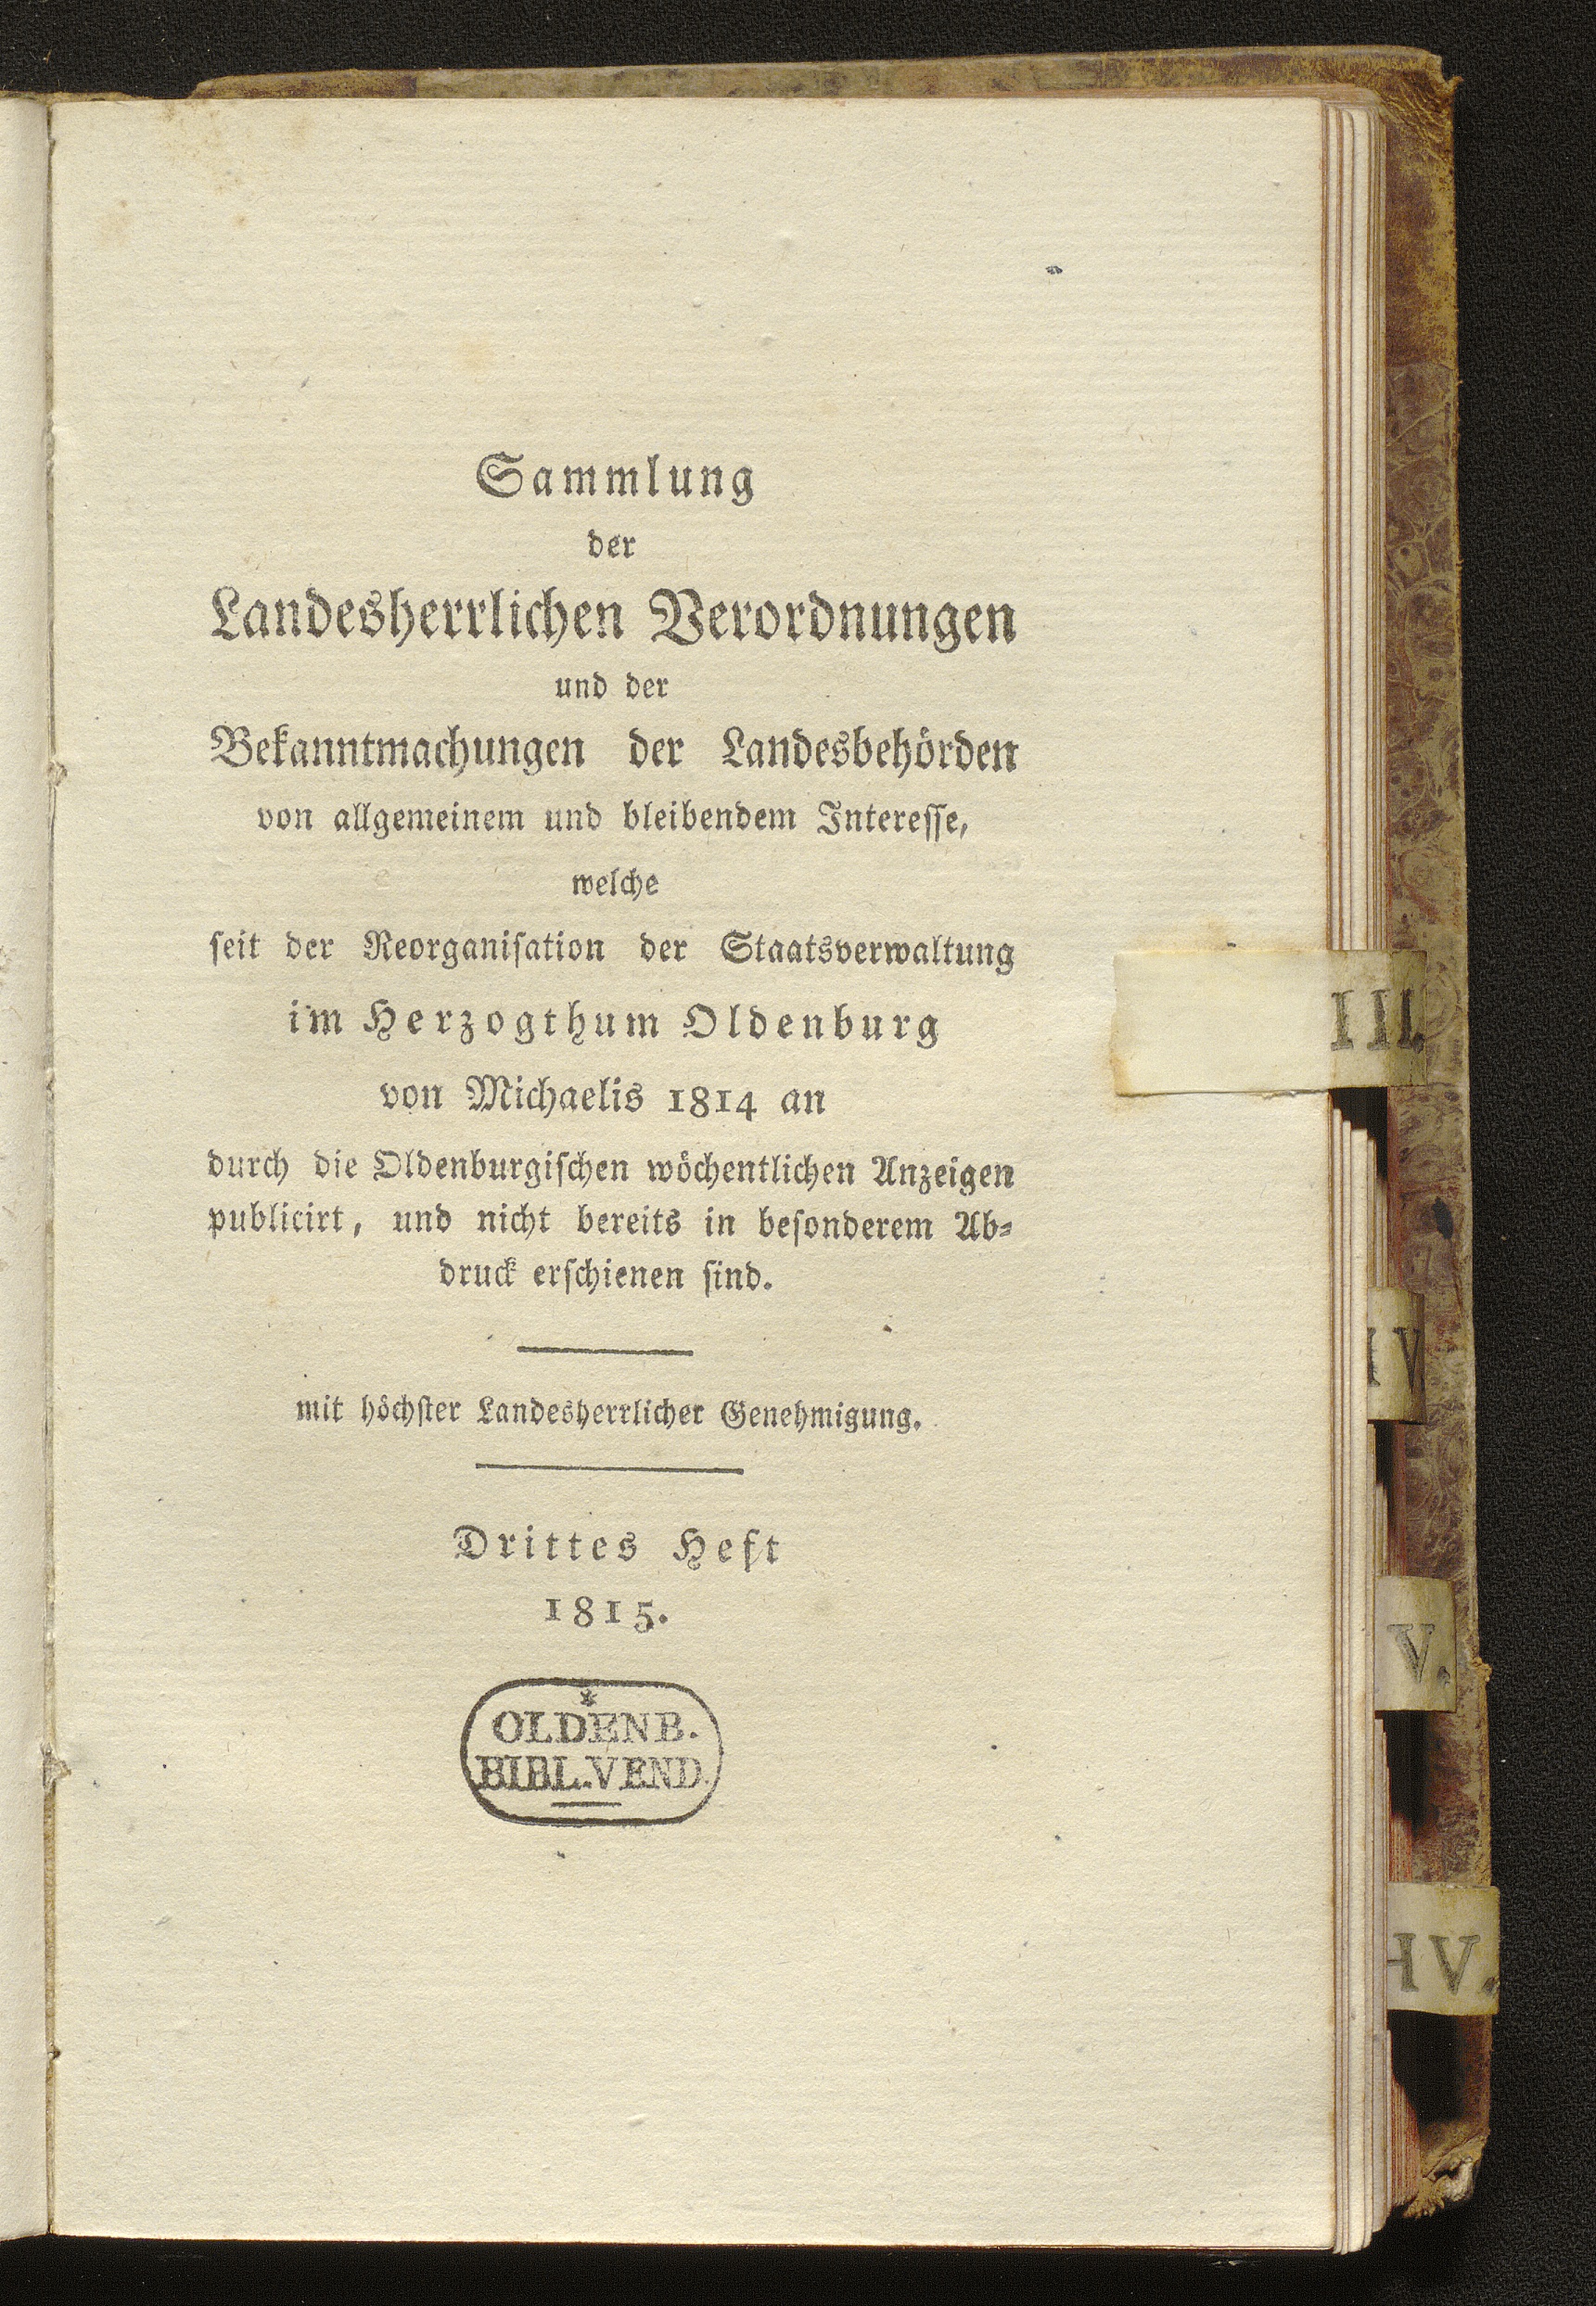 Sammlung
der
Landesherrlichen Verordnungen
und der
Bekanntmachungen der Landesbehörden
von allgemeinem und bleibendem Interesse,
welche
seit der Reorganisation der Staatsverwaltung
im Herzogthum Oldenburg
von Michaelis 1814 an
durch die Oldenburgischen wöchentlichen Anzeigen
publicirt, und nicht bereits in besonderem Ab-
druck erschienen sind.
mit höchster Landesherrlicher Genehmigung.
Drittes Heft
1815.
OLDENB.
BIBL.VEND.
III.
IV
V.